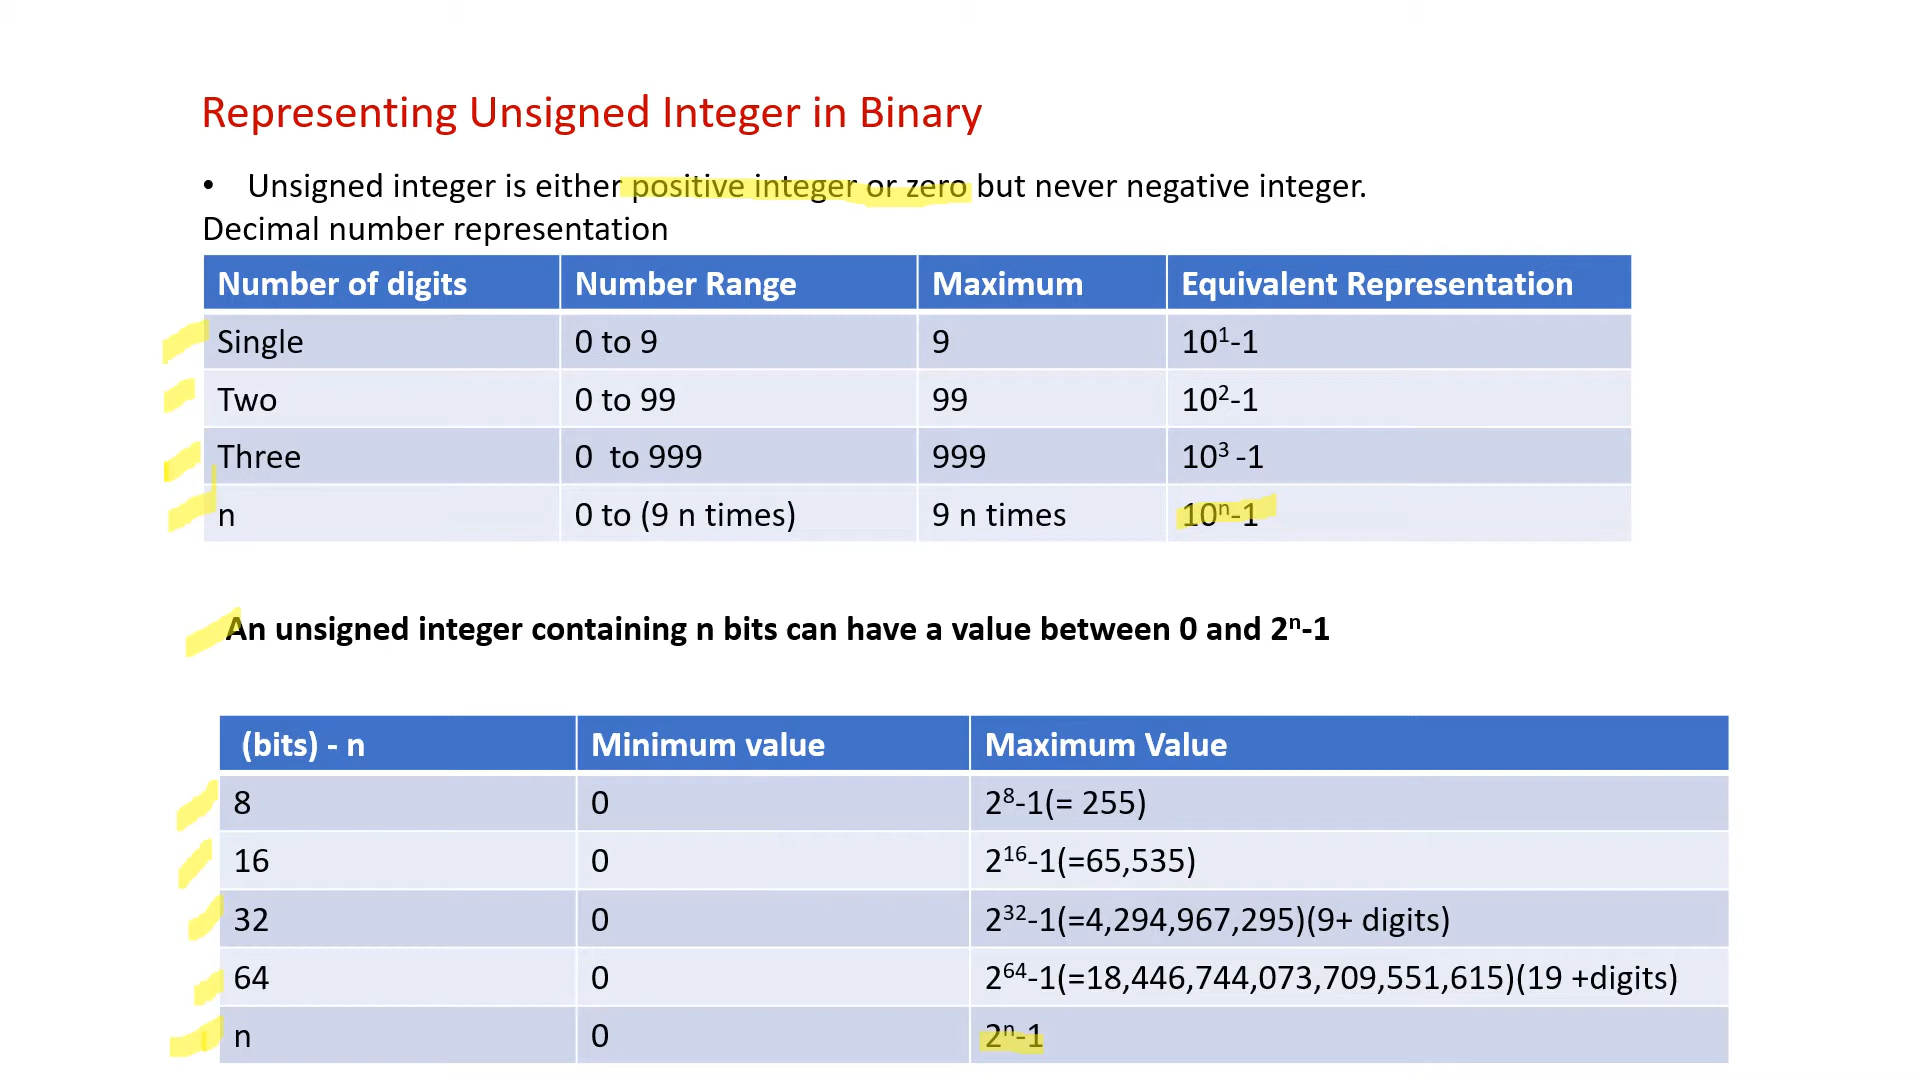 Representing Unsigned Integer in Binary
• Unsigned integer is either positive integer or zero but never negative integer.
Decimal number representation
Number of digits Number Range Maximum Equivalent Representation
Single 0 to 9 9 10¹-1
Two 0 to 99 99 10²-1
Three 0 to 999 999 10³ -1
n 0 to (9 n times) 9 n times 10ⁿ-1
An unsigned integer containing n bits can have a value between 0 and 2ⁿ-1
(bits) - n Minimum value Maximum Value
8 0 2⁸-1(= 255)
16 0 2¹⁶-1(=65,535)
32 0 2³²-1(=4,294,967,295)(9+ digits)
64 0 2⁶⁴-1(=18,446,744,073,709,551,615)(19 +digits)
n 0 2ⁿ-1